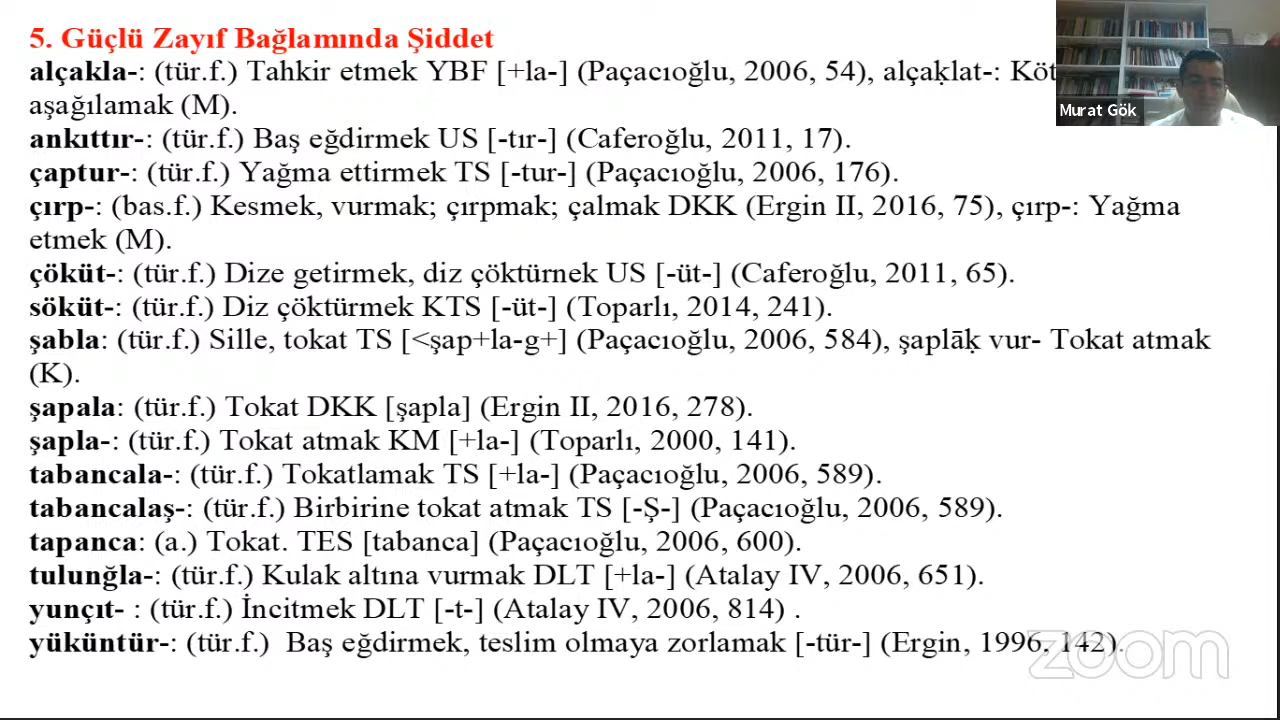 5. Güçlü Zayıf Bağlamında Şiddet
alçakla-: (tür.f.) Tahkir etmek YBF [+la-] (Paçacıoğlu, 2006, 54), alçaḳlat-: Köt
aşağılamak (M).
ankıttır-: (tür.f.) Baş eğdirmek US [-tır-] (Caferoğlu, 2011, 17).
çaptur-: (tür.f.) Yağma ettirmek TS [-tur-] (Paçacıoğlu, 2006, 176).
çırp-: (bas.f.) Kesmek, vurmak; çırpmak; çalmak DKK (Ergin II, 2016, 75), çırp-: Yağma
etmek (M).
çöküt-: (tür.f.) Dize getirmek, diz çöktürnek US [-üt-] (Caferoğlu, 2011, 65).
söküt-: (tür.f.) Diz çöktürmek KTS [-üt-] (Toparlı, 2014, 241).
şabla: (tür.f.) Sille, tokat TS [<şap+la-g+] (Paçacıoğlu, 2006, 584), şaplāḳ vur- Tokat atmak
(K).
şapala: (tür.f.) Tokat DKK [şapla] (Ergin II, 2016, 278).
şapla-: (tür.f.) Tokat atmak KM [+la-] (Toparlı, 2000, 141).
tabancala-: (tür.f.) Tokatlamak TS [+la-] (Paçacıoğlu, 2006, 589).
tabancalaş-: (tür.f.) Birbirine tokat atmak TS [-Ş-] (Paçacıoğlu, 2006, 589).
tapanca: (a.) Tokat. TES [tabanca] (Paçacıoğlu, 2006, 600).
tulunğla-: (tür.f.) Kulak altına vurmak DLT [+la-] (Atalay IV, 2006, 651).
yunçıt- : (tür.f.) İncitmek DLT [-t-] (Atalay IV, 2006, 814) .
yüküntür-: (tür.f.)  Baş eğdirmek, teslim olmaya zorlamak [-tür-] (Ergin, 1996, 142).
Murat Gök
zoom